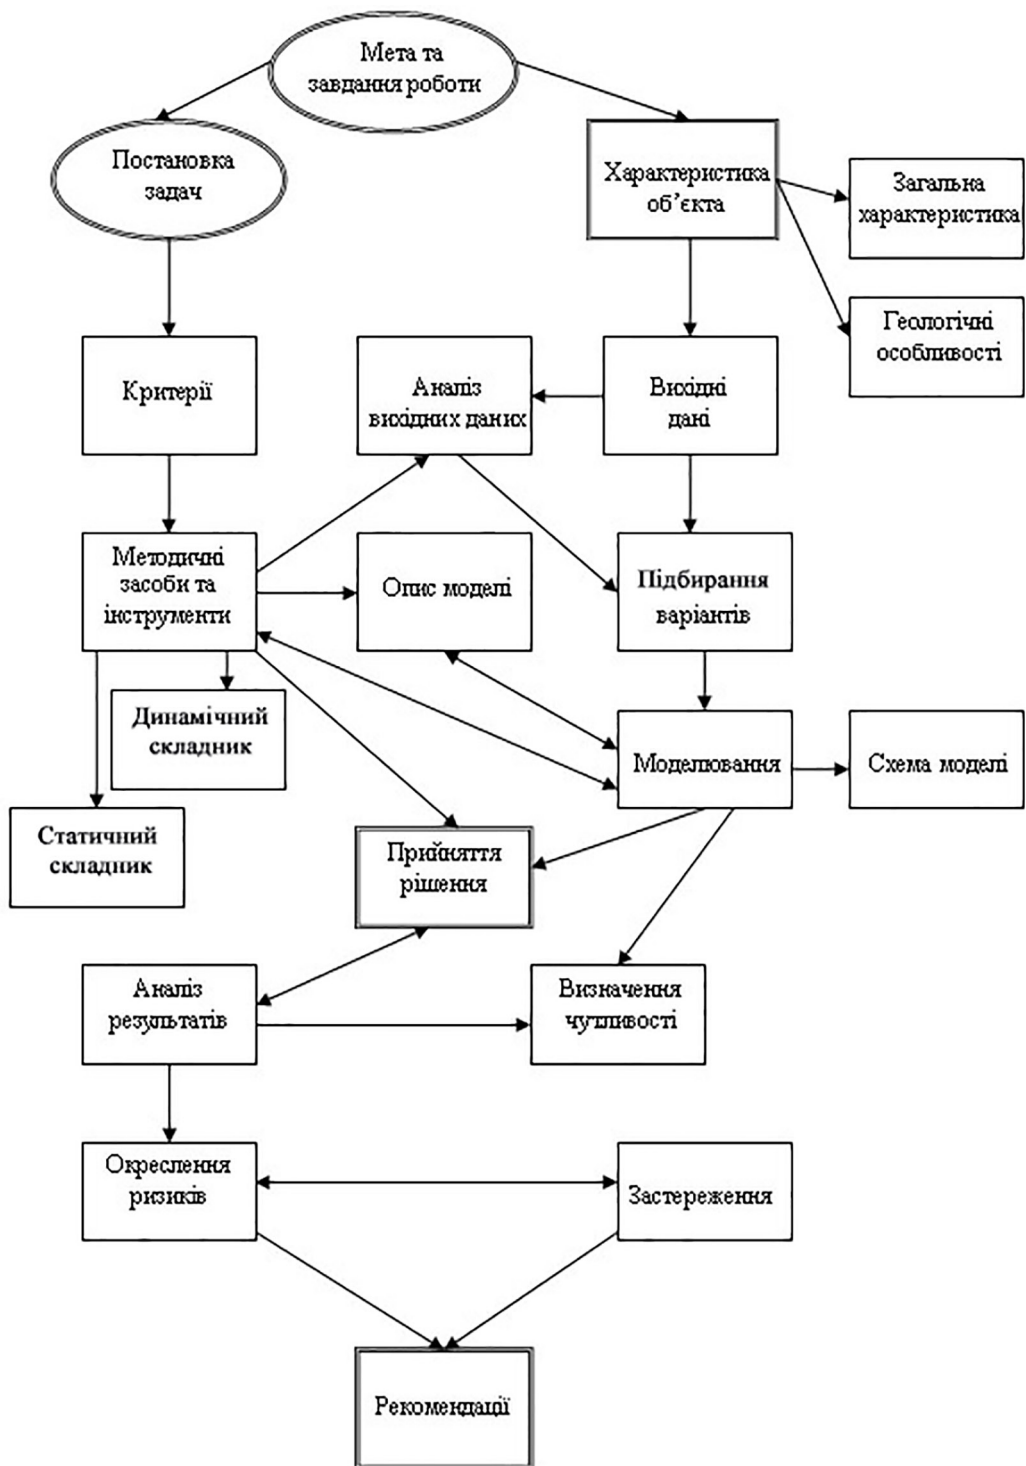 Мета та
завдання роботи
Постановка
задач
Характеристика
об’єкта
Загальна
характеристика
Геологічні
особливості
Критерії
Аналіз
вихідних даних
Вихідні
дані
Методичні
засоби та
інструменти
Опис моделі
Підбирання
варіантів
Динамічний
складник
Моделювання
Схема моделі
Статичний
складник
Прийняття
рішення
Аналіз
результатів
Визначення
чутливості
Окреслення
ризиків
Застереження
Рекомендації